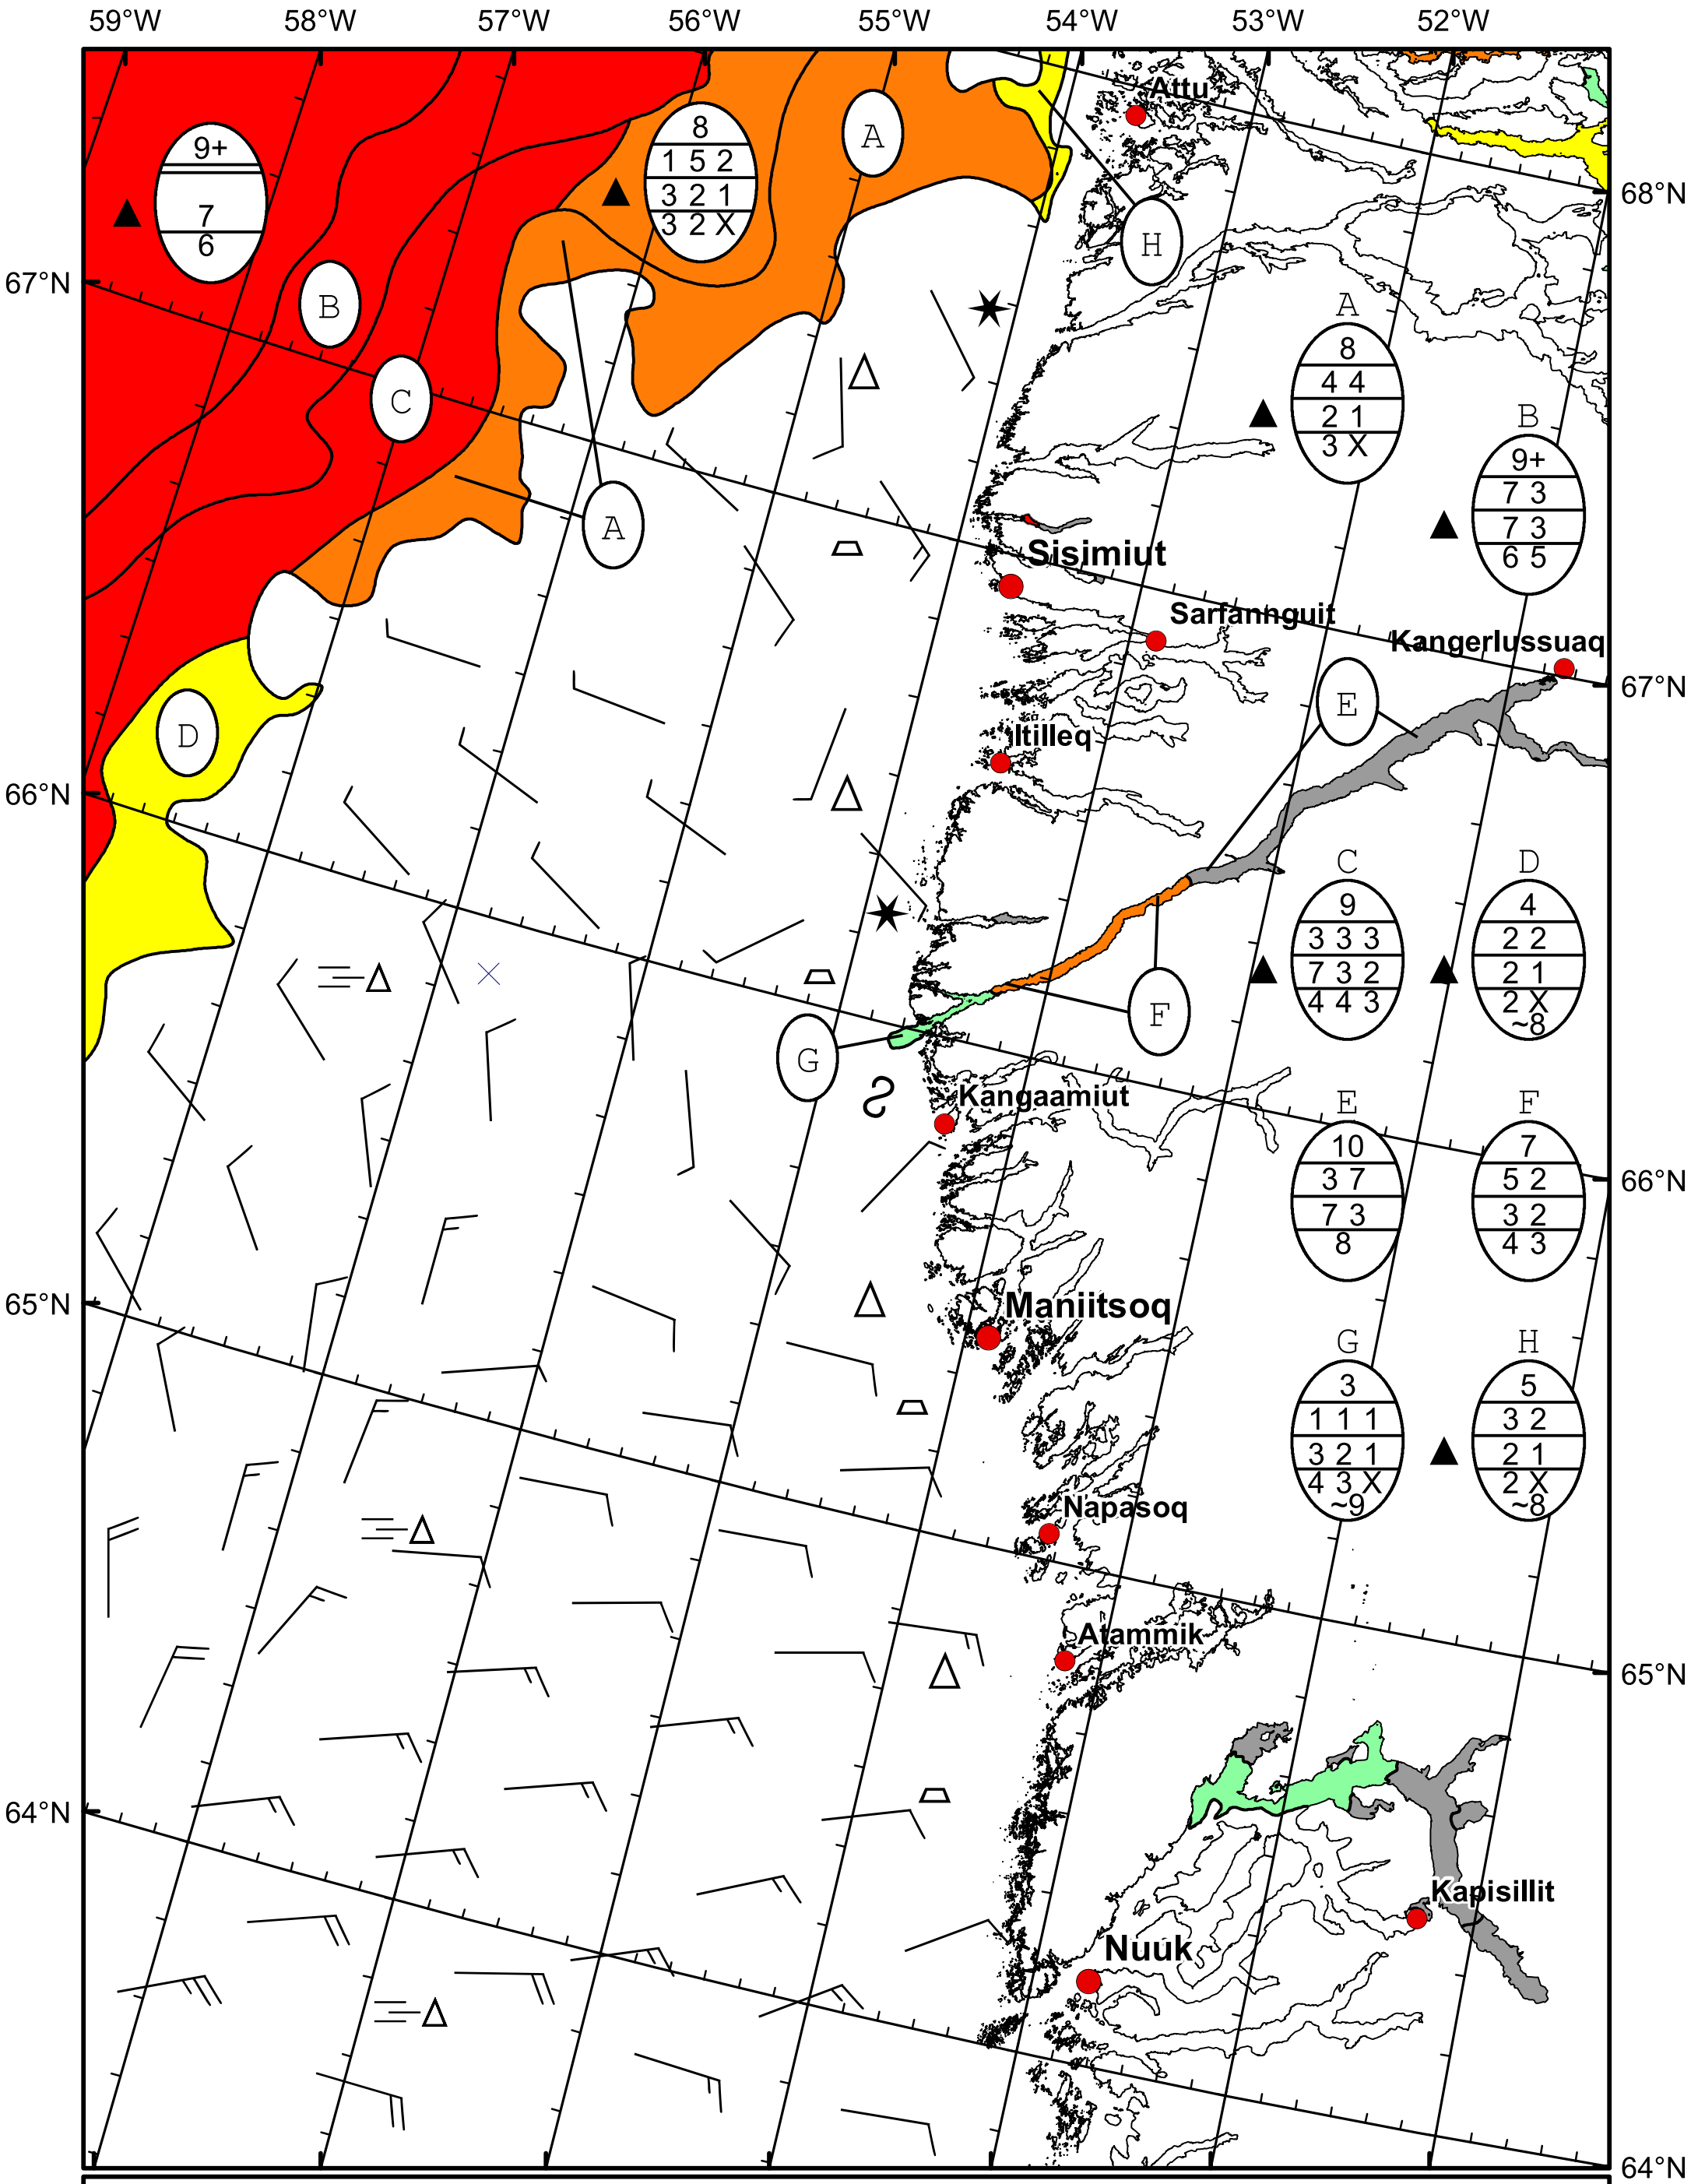 59°W 58°W 57°W 56°W 55°W 54°W 53°W 52°W
Attu
8
9+
1 5 2
A
3 2 1
68°N
7
3 2 X
6
H
67°N
B
A
8
C
4 4
B
2 1
3 X
9+
7 3
A
7 3
Sisimiut
6 5
Sarfannguit
Kangerlussuaq
67°N
E
D
Itilleq
66°N
C D
9 4
3 3 3 2 2
7 3 2 2 1
4 4 3 2 X
~8
F
G
Kangaamiut
E F
10 7
3 7 5 2
66°N
7 3 3 2
8 4 3
65°N
Maniitsoq
G H
3 5
1 1 1 3 2
3 2 1 2 1
4 3 X 2 X
~9 ~8
Napasoq
Atammik
65°N
64°N
Kapisillit
Nuuk
64°N